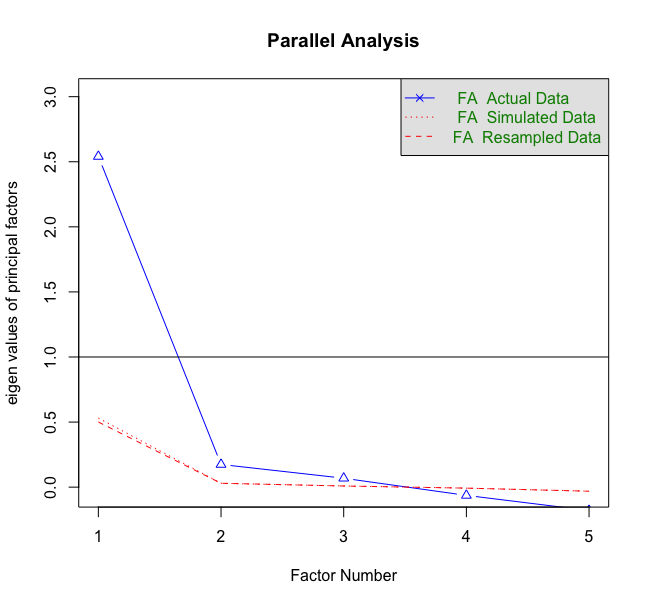 Parallel Analysis
FA Actual Data
FA Simulated Data
FA Resampled Data
eigen values of principal factors
3.0
2.5
2.0
1.5
1.0
0.5
0.0
1 2 3 4 5
Factor Number